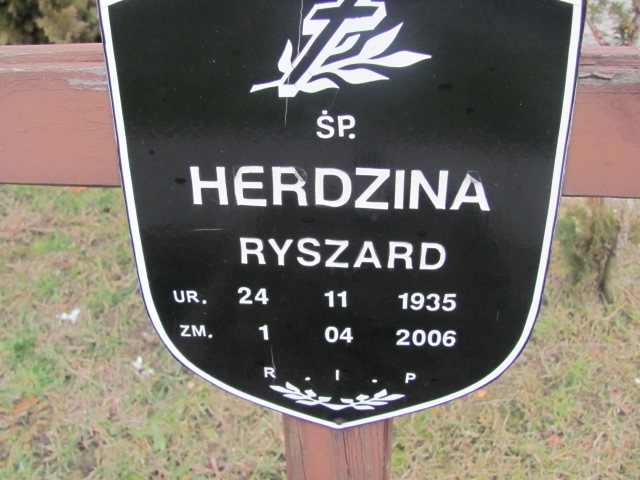 ŚP.
HERDZINA
RYSZARD
UR. 24 11 1935
ZM. 1 04 2006
R . I . P